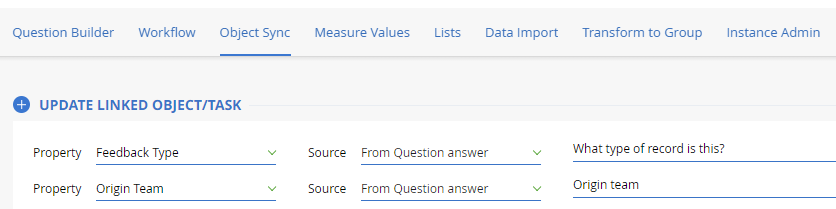 Question Builder Workflow Object Sync Measure Values Lists Data Import Transform to Group Instance Admin
UPDATE LINKED OBJECT/TASK
Property Feedback Type Source From Question answer What type of record is this?
Property Origin Team Source From Question answer Origin team